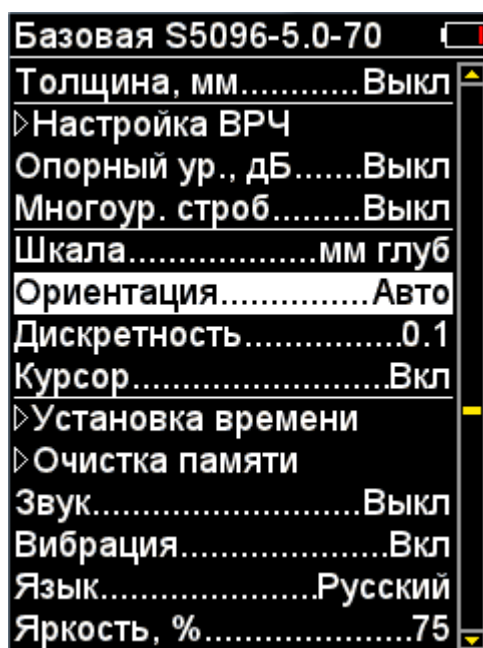 Базовая S5096-5.0-70
Толщина, мм............Выкл
▷Настройка ВРЧ
Опорный ур., дБ.......Выкл
Многоур. строб.........Выкл
Шкала...................мм глуб
Ориентация...............Авто
Дискретность................0.1
Курсор..........................Вкл
▷Установка времени
▷Очистка памяти
Звук...........................Выкл
Вибрация.....................Вкл
Язык......................Русский
Яркость, %.....................75